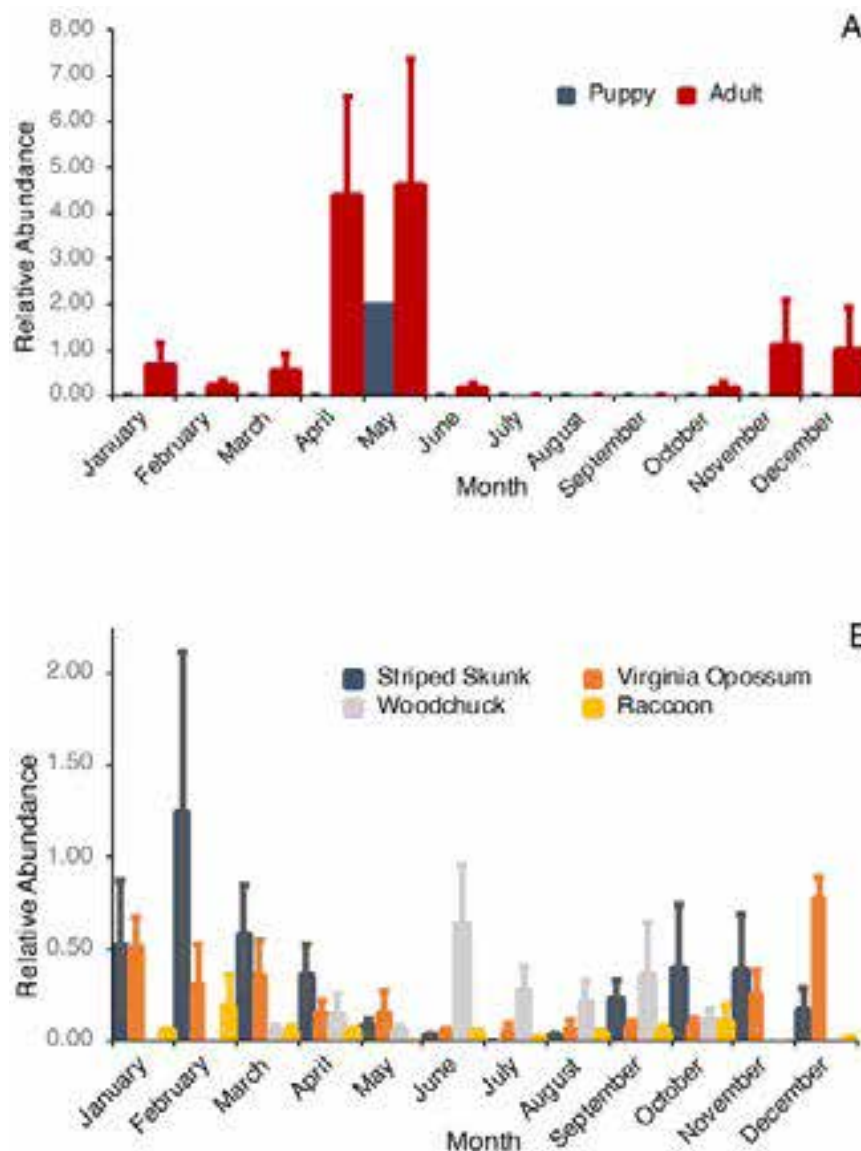 A
8.00
7.00
6.00
5.00
4.00
3.00
2.00
1.00
0.00
Relative Abundance
Puppy Adult
January February March April May June July August September October November December
Month
B
Striped Skunk Virginia Opossum
Woodchuck Raccoon
2.00
1.50
1.00
0.50
0.00
Relative Abundance
January February March April May June July August September October November December
Month